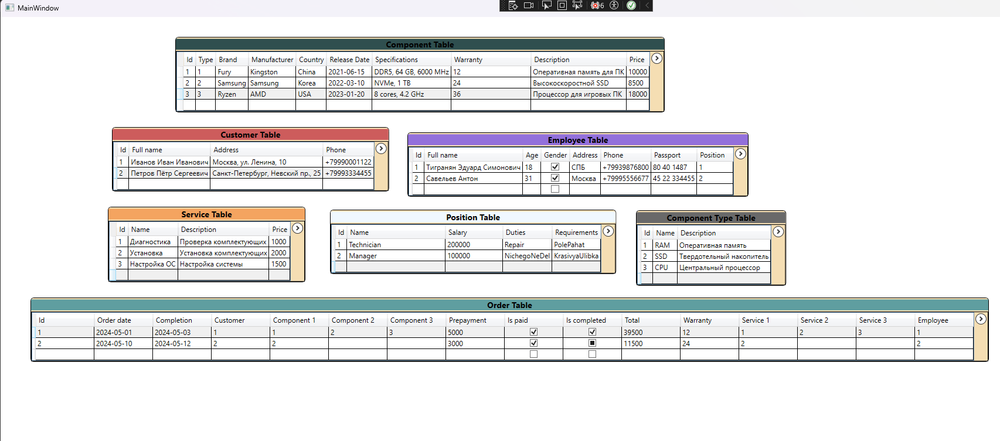 MainWindow
6
Component Table
Id Type Brand Manufacturer Country Release Date Specifications Warranty Description Price
1 1 Fury Kingston China 2021-06-15 DDR5, 64 GB, 6000 MHz 12 Оперативная память для ПК 10000
2 2 Samsung Samsung Korea 2022-03-10 NVMe, 1 TB 24 Высокоскоростной SSD 8500
3 3 Ryzen AMD USA 2023-01-20 8 cores, 4.2 GHz 36 Процессор для игровых ПК 18000
Customer Table
Id Full name Address Phone
1 Иванов Иван Иванович Москва, ул. Ленина, 10 +79990001122
2 Петров Пётр Сергеевич Санкт-Петербург, Невский пр., 25 +79993334455
Employee Table
Id Full name Age Gender Address Phone Passport Position
1 Тигранян Эдуард Симонович 18 СПБ +79939876800 80 40 1487 1
2 Савельев Антон 31 Москва +79995556677 45 22 334455 2
Service Table
Id Name Description Price
1 Диагностика Проверка комплектующих 1000
2 Установка Установка комплектующих 2000
3 Настройка ОС Настройка системы 1500
Position Table
Id Name Salary Duties Requirements
1 Technician 200000 Repair PolePahat
2 Manager 100000 NichegoNeDel KrasivyaUlibka
Component Type Table
Id Name Description
1 RAM Оперативная память
2 SSD Твердотельный накопитель
3 CPU Центральный процессор
Order Table
Id Order date Completion Customer Component 1 Component 2 Component 3 Prepayment Is paid Is completed Total Warranty Service 1 Service 2 Service 3 Employee
1 2024-05-01 2024-05-03 1 1 2 3 5000 39500 12 1 2 3 1
2 2024-05-10 2024-05-12 2 2 3000 11500 24 2 2